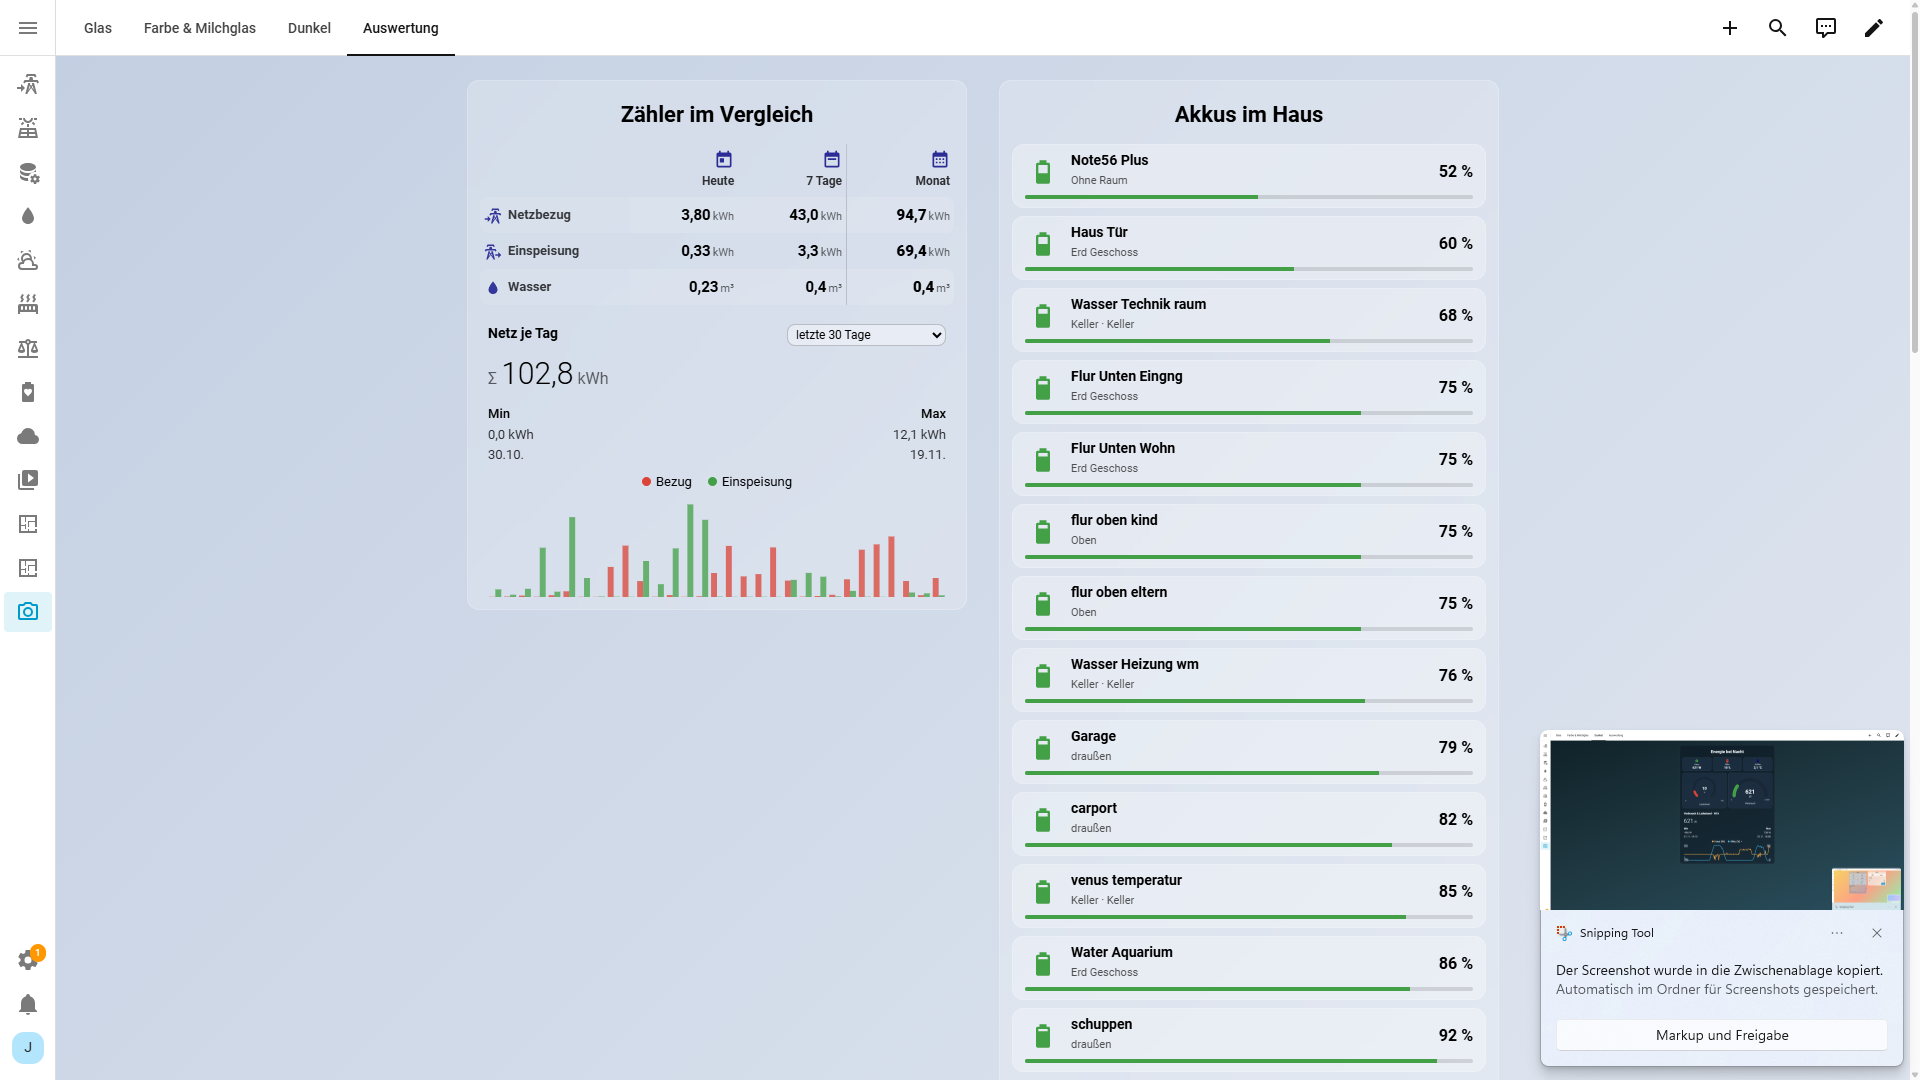 Glas Farbe & Milchglas Dunkel Auswertung
Zähler im Vergleich
Heute 7 Tage Monat
Netzbezug 3,80 kWh 43,0 kWh 94,7 kWh
Einspeisung 0,33 kWh 3,3 kWh 69,4 kWh
Wasser 0,23 m³ 0,4 m³ 0,4 m³
Netz je Tag letzte 30 Tage
Σ 102,8 kWh
Min Max
0,0 kWh 12,1 kWh
30.10. 19.11.
Bezug Einspeisung
Akkus im Haus
Note56 Plus
Ohne Raum
52 %
Haus Tür
Erd Geschoss
60 %
Wasser Technik raum
Keller · Keller
68 %
Flur Unten Eingng
Erd Geschoss
75 %
Flur Unten Wohn
Erd Geschoss
75 %
flur oben kind
Oben
75 %
flur oben eltern
Oben
75 %
Wasser Heizung wm
Keller · Keller
76 %
Garage
draußen
79 %
carport
draußen
82 %
venus temperatur
Keller · Keller
85 %
Water Aquarium
Erd Geschoss
86 %
schuppen
draußen
92 %
1
J
Energie bei Nacht
621
Snipping Tool
Der Screenshot wurde in die Zwischenablage kopiert.
Automatisch im Ordner für Screenshots gespeichert.
Markup und Freigabe